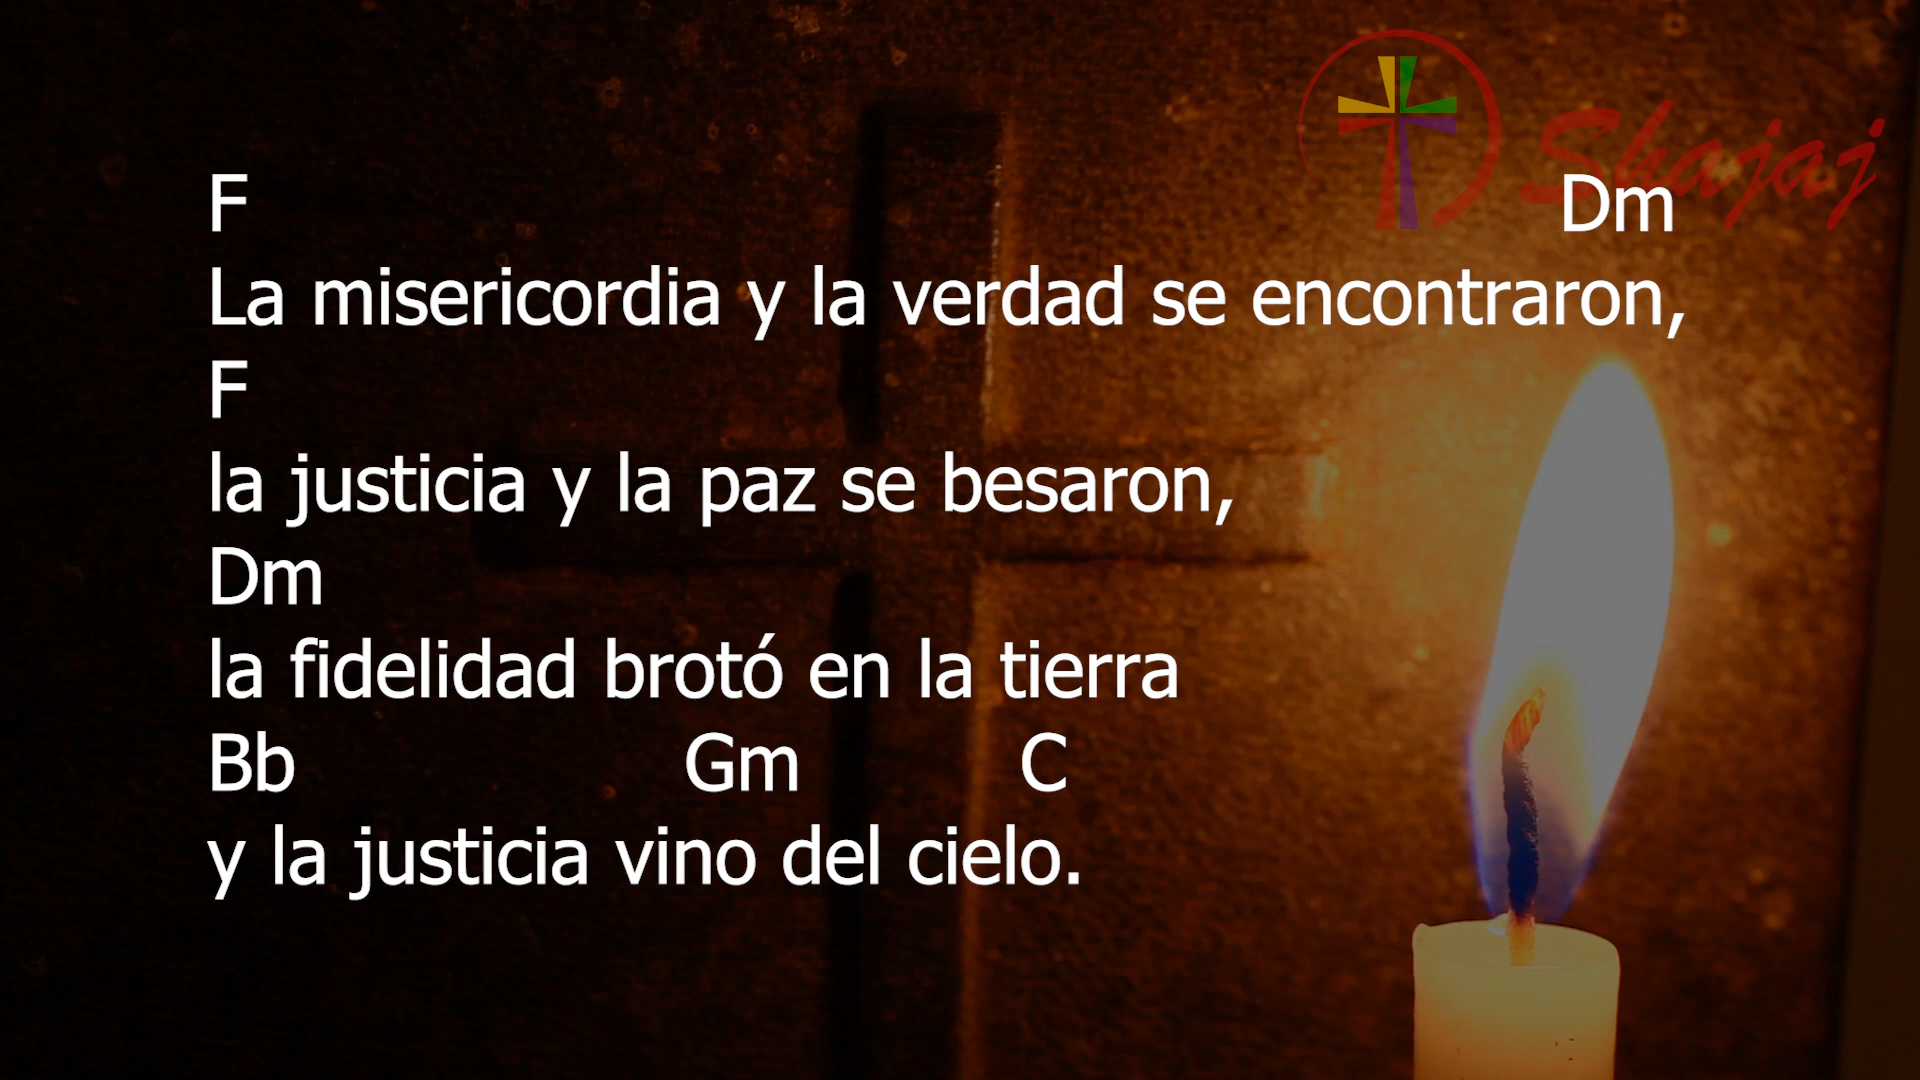 Shajaj
F Dm
La misericordia y la verdad se encontraron,
F
la justicia y la paz se besaron,
Dm
la fidelidad brotó en la tierra
Bb Gm C
y la justicia vino del cielo.